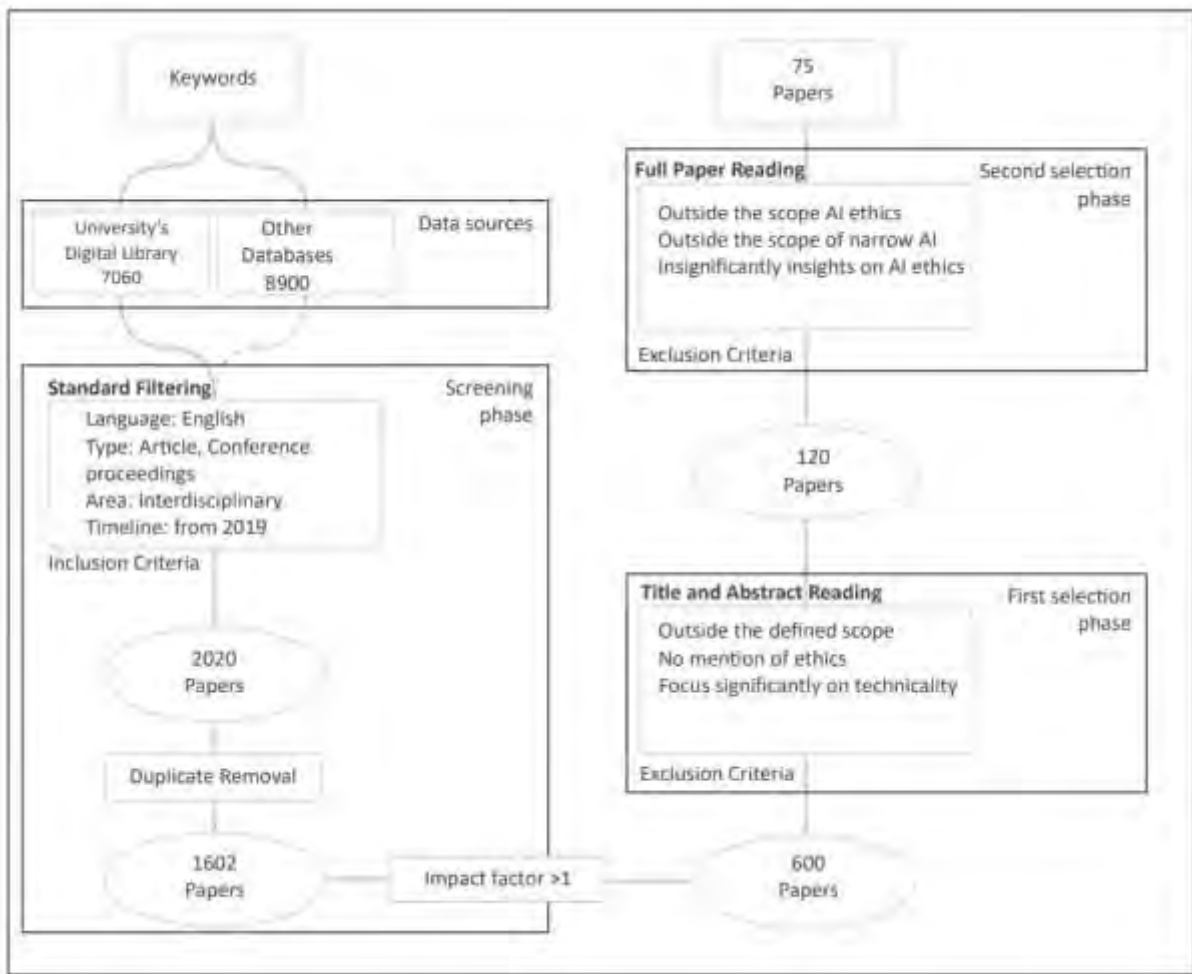 Keywords
Data sources
University's
Digital Library
7060
Other
Databases
8900
Standard Filtering
Screening
phase
Language: English
Type: Article, Conference
proceedings
Area: Interdisciplinary
Timeline: from 2019
Inclusion Criteria
2020
Papers
Duplicate Removal
1602
Papers
Impact factor >1
600
Papers
Title and Abstract Reading
First selection
phase
Outside the defined scope
No mention of ethics
Focus significantly on technicality
Exclusion Criteria
120
Papers
Full Paper Reading
Second selection
phase
Outside the scope AI ethics
Outside the scope of narrow AI
Insignificantly insights on AI ethics
Exclusion Criteria
75
Papers